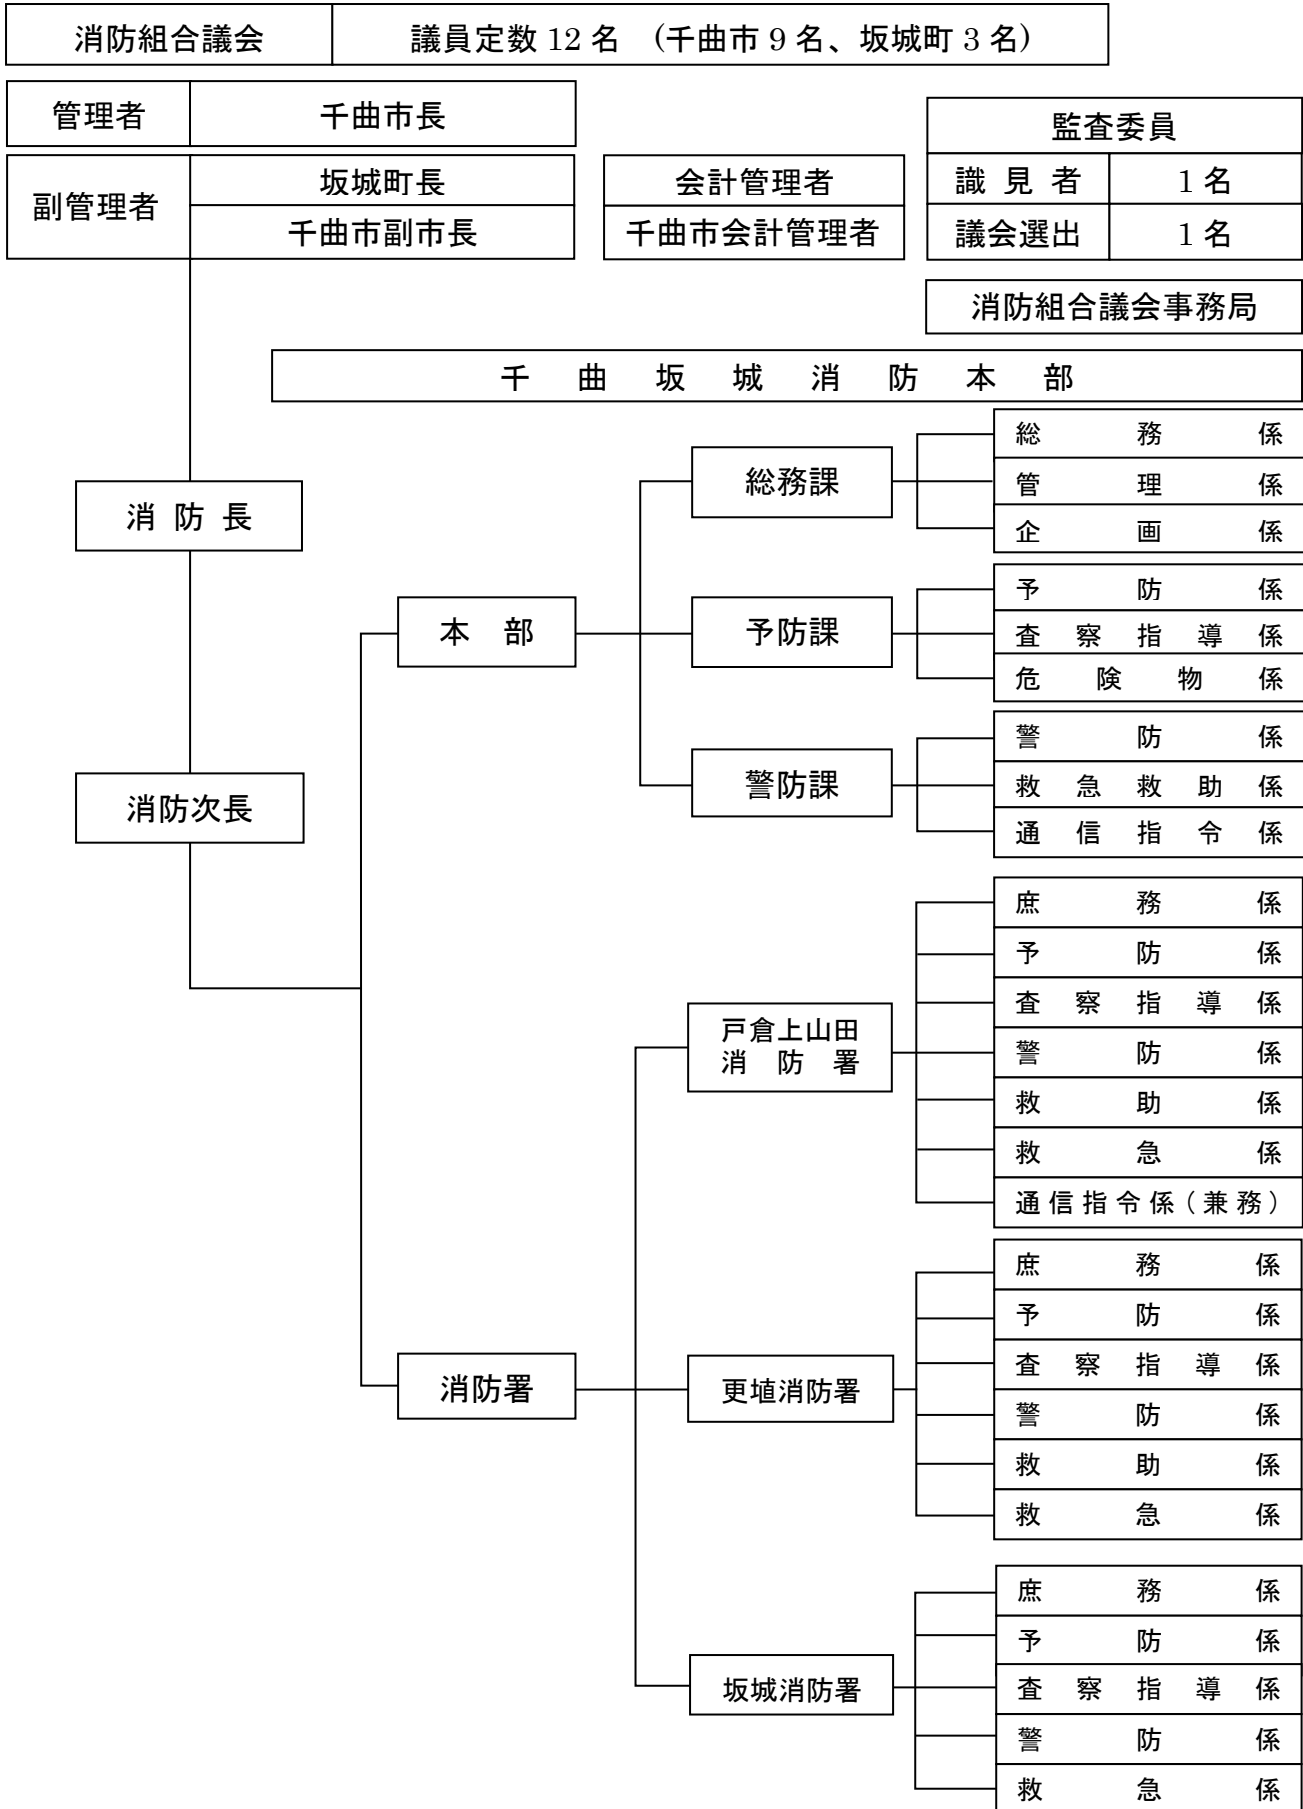 消防組合議会 議員定数 12 名 (千曲市 9 名、坂城町 3 名)
管理者 千曲市長
副管理者 坂城町長
千曲市副市長
会計管理者
千曲市会計管理者
監査委員
識見者 1 名
議会選出 1 名
消防組合議会事務局
千曲坂城消防本部
消防長
消防次長
本部
総務課
総務係
管理係
企画係
予防課
予防係
査察指導係
危険物係
警防課
警防係
救急救助係
通信指令係
消防署
戸倉上山田
消防署
庶務係
予防係
査察指導係
警防係
救助係
救急係
通信指令係(兼務)
更埴消防署
庶務係
予防係
査察指導係
警防係
救助係
救急係
坂城消防署
庶務係
予防係
査察指導係
警防係
救急係